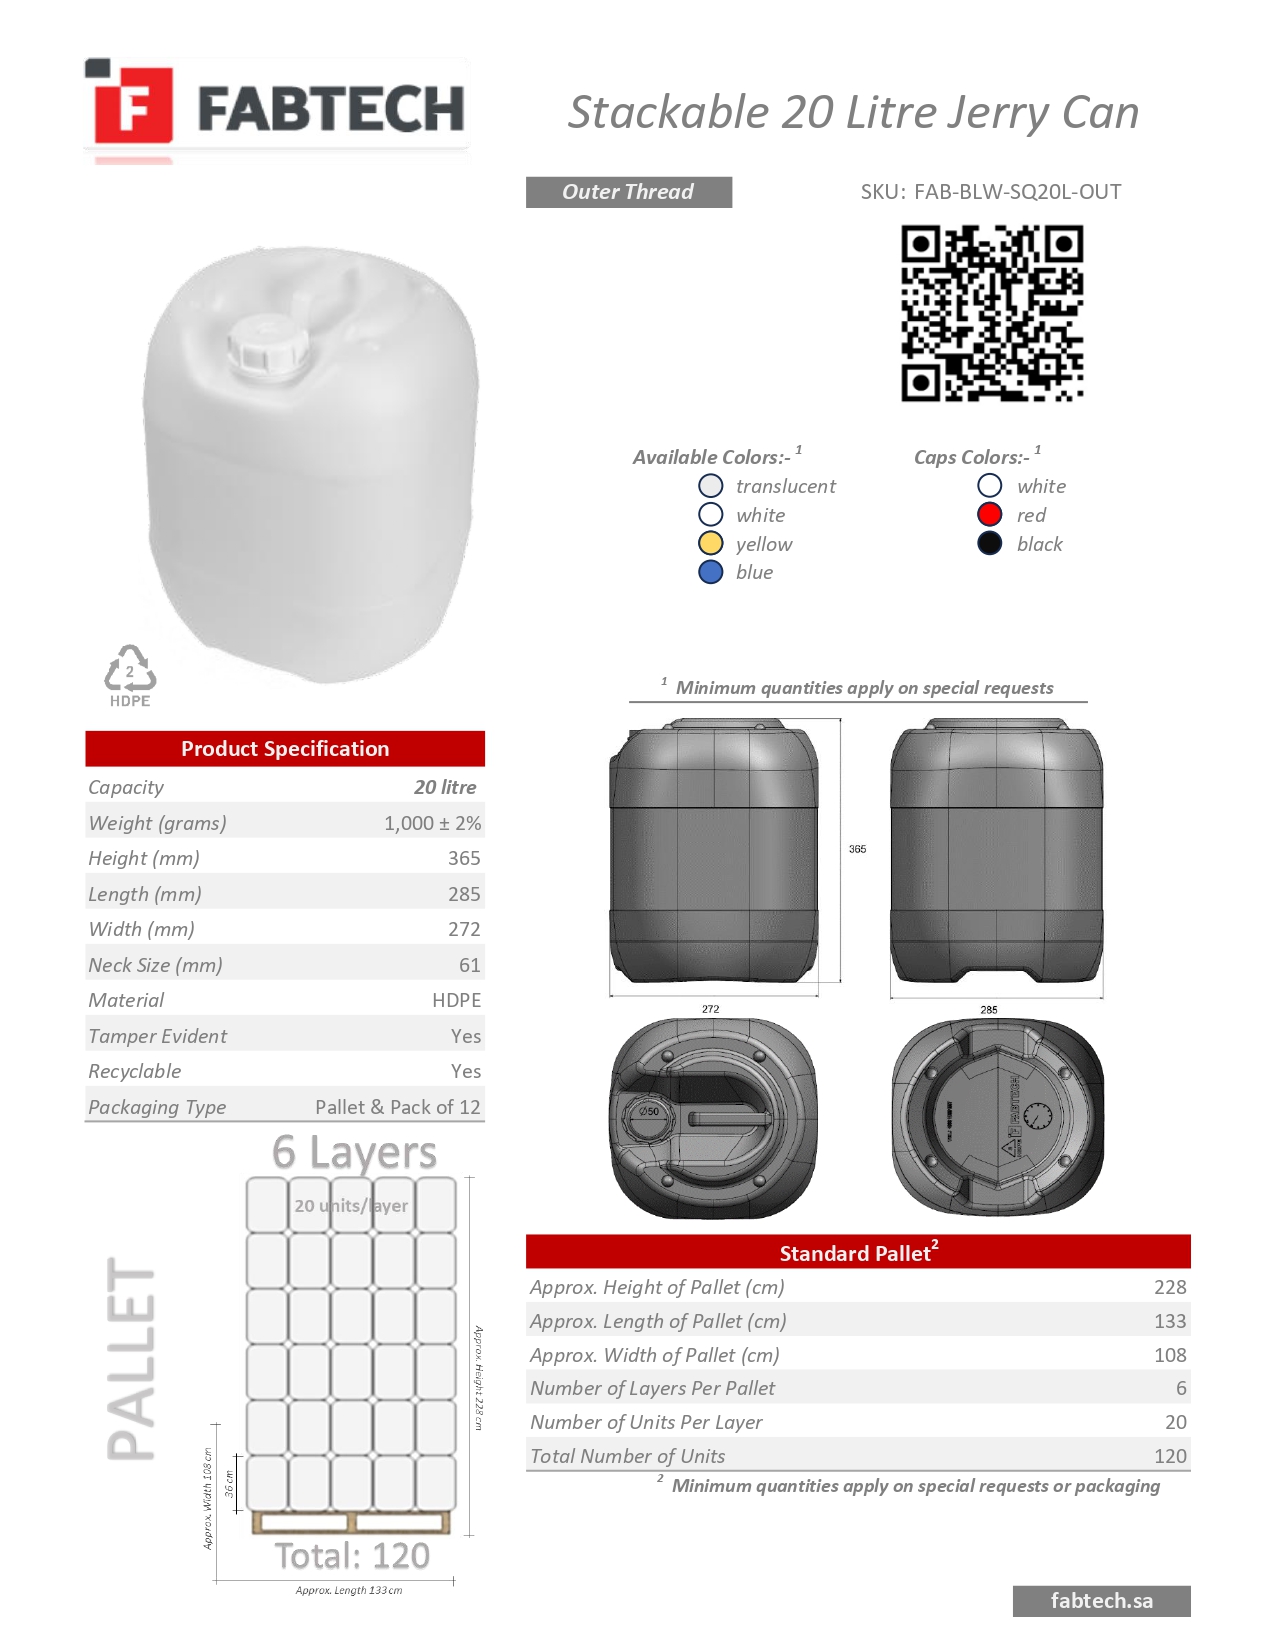 FABTECH
Stackable 20 Litre Jerry Can
Outer Thread
SKU: FAB-BLW-SQ20L-OUT
Available Colors:- 1
translucent
white
yellow
blue
Caps Colors:- 1
white
red
black
2
HDPE
1 Minimum quantities apply on special requests
Product Specification
Capacity 20 litre
Weight (grams) 1,000 ± 2%
Height (mm) 365
Length (mm) 285
Width (mm) 272
Neck Size (mm) 61
Material HDPE
Tamper Evident Yes
Recyclable Yes
Packaging Type Pallet & Pack of 12
365
272
285
Ø50
FABTECH
6 Layers
20 units/layer
PALLET
Approx. Height 228 cm
Approx. Width 108 cm
36 cm
Total: 120
Approx. Length 133 cm
Standard Pallet2
Approx. Height of Pallet (cm) 228
Approx. Length of Pallet (cm) 133
Approx. Width of Pallet (cm) 108
Number of Layers Per Pallet 6
Number of Units Per Layer 20
Total Number of Units 120
2 Minimum quantities apply on special requests or packaging
fabtech.sa